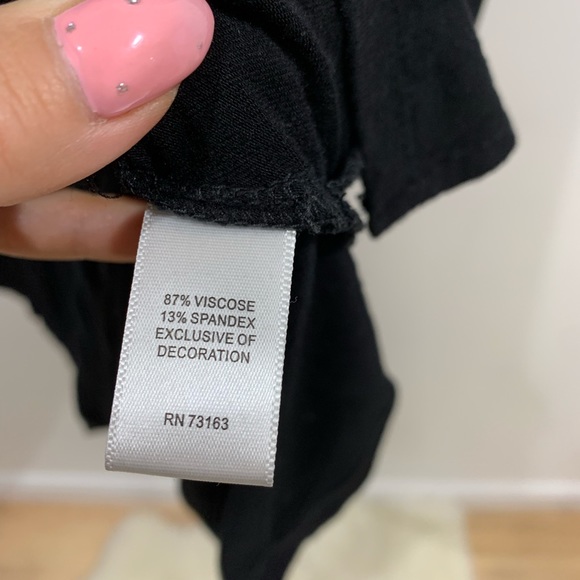 87% VISCOSE
13% SPANDEX
EXCLUSIVE OF
DECORATION
RN 73163